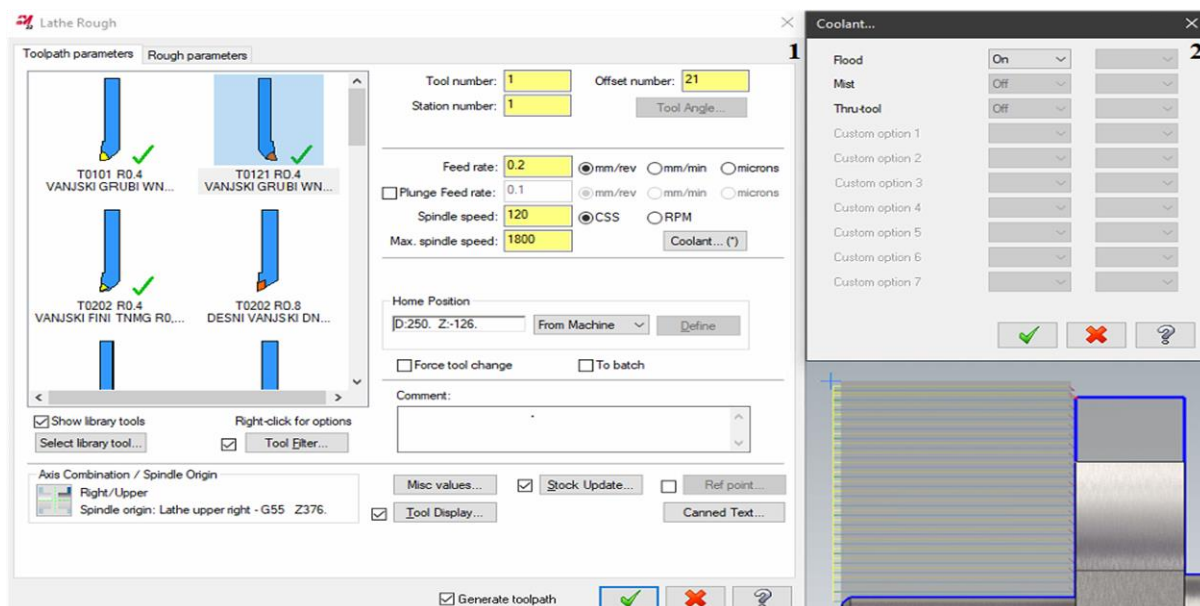 Lathe Rough
Toolpath parameters Rough parameters
1
T0101 R0.4
VANJSKI GRUBI WN...
T0121 R0.4
VANJSKI GRUBI WN...
T0202 R0.4
VANJSKI FINI TNMG R0,...
T0202 R0.8
DESNI VANJSKI DN...
Show library tools Right-click for options
Select library tool... Tool Filter...
Axis Combination / Spindle Origin
Right/Upper
Spindle origin: Lathe upper right - G55 Z376.
Tool number: 1 Offset number: 21
Station number: 1 Tool Angle...
Feed rate: 0.2 mm/rev mm/min microns
Plunge Feed rate: 0.1 mm/rev mm/min microns
Spindle speed: 120 CSS RPM
Max. spindle speed: 1800 Coolant... (*)
Home Position
D:250. Z:-126. From Machine Define
Force tool change To batch
Comment:
Misc values... Stock Update... Ref point...
Tool Display... Canned Text...
Generate toolpath
Coolant...
2
Flood On
Mist Off
Thru-tool Off
Custom option 1
Custom option 2
Custom option 3
Custom option 4
Custom option 5
Custom option 6
Custom option 7